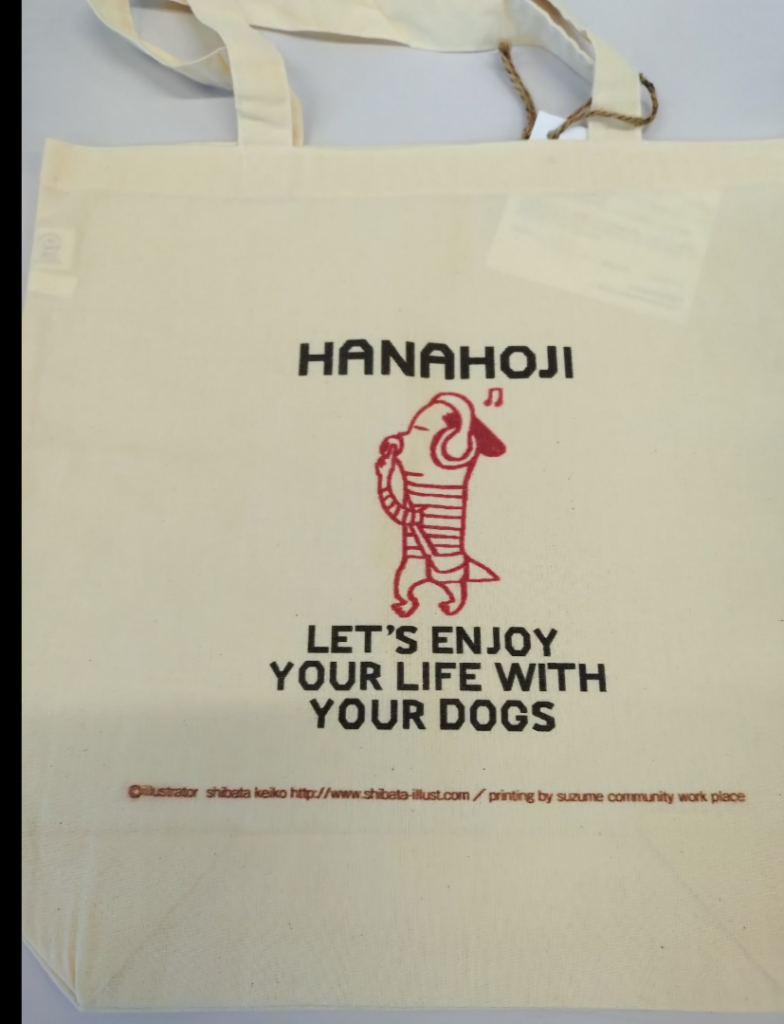 HANAHOJI
LET'S ENJOY
YOUR LIFE WITH
YOUR DOGS
©illustrator shibata keiko http://www.shibata-illust.com / printing by suzume community work place